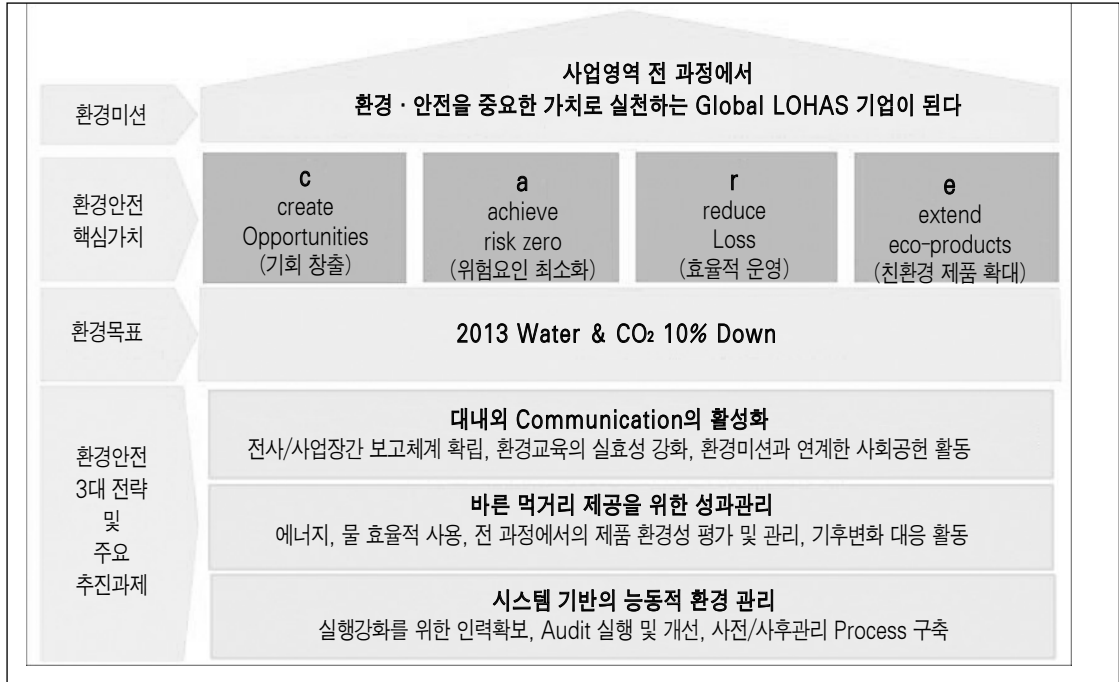 사업영역 전 과정에서
환경 · 안전을 중요한 가치로 실천하는 Global LOHAS 기업이 된다
환경미션
환경안전
핵심가치
c
create
Opportunities
(기회 창출)
a
achieve
risk zero
(위험요인 최소화)
r
reduce
Loss
(효율적 운영)
e
extend
eco-products
(친환경 제품 확대)
환경목표
2013 Water & CO₂ 10% Down
환경안전
3대 전략
및
주요
추진과제
대내외 Communication의 활성화
전사/사업장간 보고체계 확립, 환경교육의 실효성 강화, 환경미션과 연계한 사회공헌 활동
바른 먹거리 제공을 위한 성과관리
에너지, 물 효율적 사용, 전 과정에서의 제품 환경성 평가 및 관리, 기후변화 대응 활동
시스템 기반의 능동적 환경 관리
실행강화를 위한 인력확보, Audit 실행 및 개선, 사전/사후관리 Process 구축